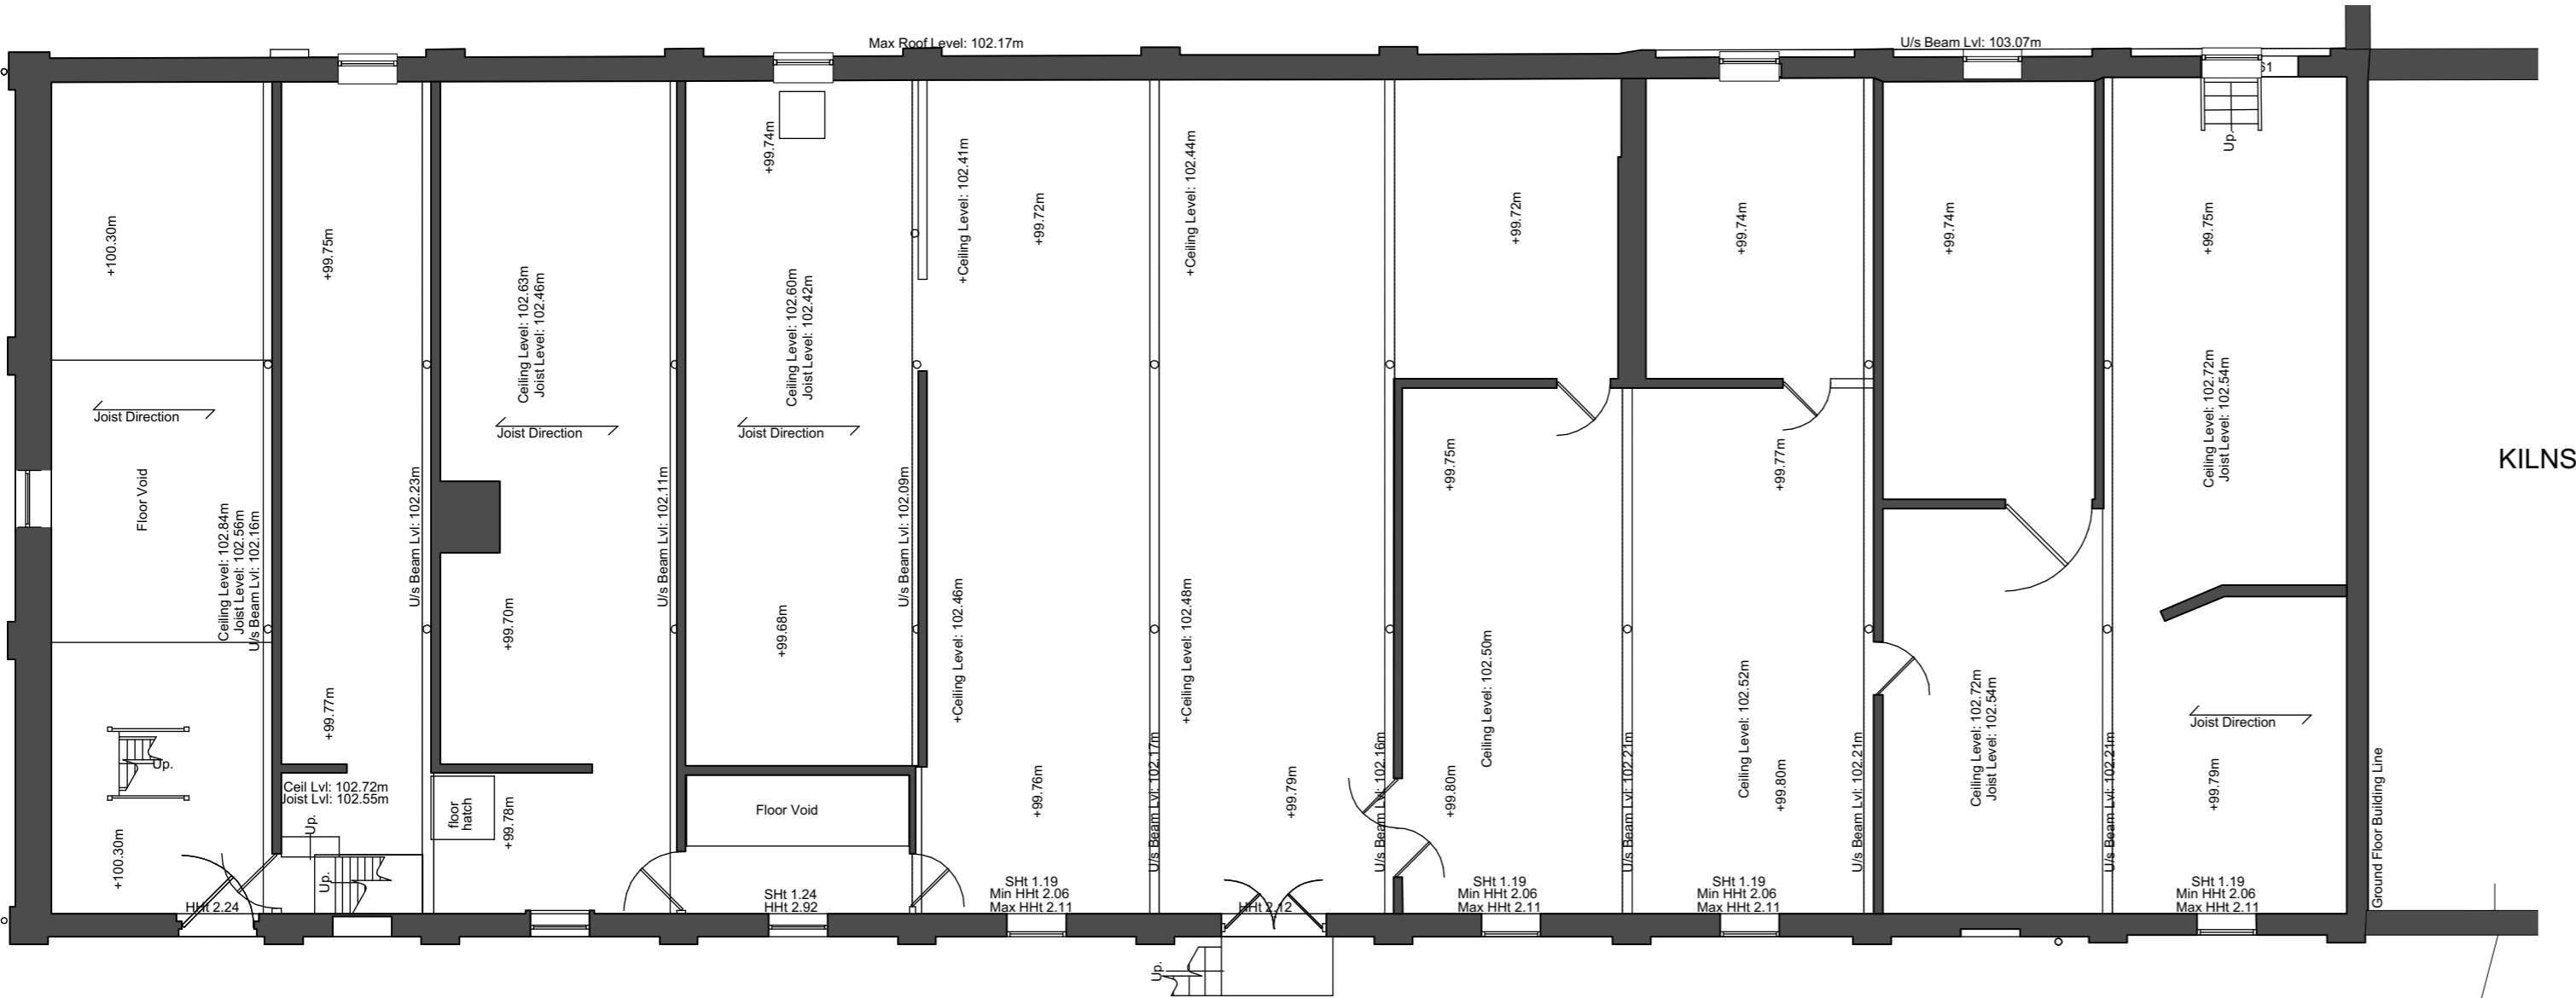 Max Roof Level: 102.17m
U/s Beam Lvl: 103.07m
+100.30m
Joist Direction
Floor Void
Ceiling Level: 102.84m
Joist Level: 102.56m
U/s Beam Lvl: 102.16m
Up.
+100.30m
HHt 2.24
+99.75m
U/s Beam Lvl: 102.23m
+99.77m
Ceil Lvl: 102.72m
Joist Lvl: 102.55m
Up.
Up.
Ceiling Level: 102.63m
Joist Level: 102.46m
Joist Direction
U/s Beam Lvl: 102.11m
+99.70m
floor
hatch
+99.78m
+99.74m
Ceiling Level: 102.60m
Joist Level: 102.42m
Joist Direction
U/s Beam Lvl: 102.09m
+99.68m
Floor Void
SHt 1.24
HHt 2.92
+Ceiling Level: 102.41m
+99.72m
+Ceiling Level: 102.46m
+99.76m
SHt 1.19
Min HHt 2.06
Max HHt 2.11
U/s Beam Lvl: 102.17m
+Ceiling Level: 102.44m
+Ceiling Level: 102.48m
+99.79m
HHt 2.12
Up.
U/s Beam Lvl: 102.16m
+99.72m
+99.75m
Ceiling Level: 102.50m
+99.80m
SHt 1.19
Min HHt 2.06
Max HHt 2.11
U/s Beam Lvl: 102.21m
+99.74m
+99.77m
Ceiling Level: 102.52m
+99.80m
SHt 1.19
Min HHt 2.06
Max HHt 2.11
U/s Beam Lvl: 102.21m
+99.74m
Ceiling Level: 102.72m
Joist Level: 102.54m
U/s Beam Lvl: 102.21m
Up.
+99.75m
Ceiling Level: 102.72m
Joist Level: 102.54m
Joist Direction
+99.79m
SHt 1.19
Min HHt 2.06
Max HHt 2.11
Ground Floor Building Line
KILNS